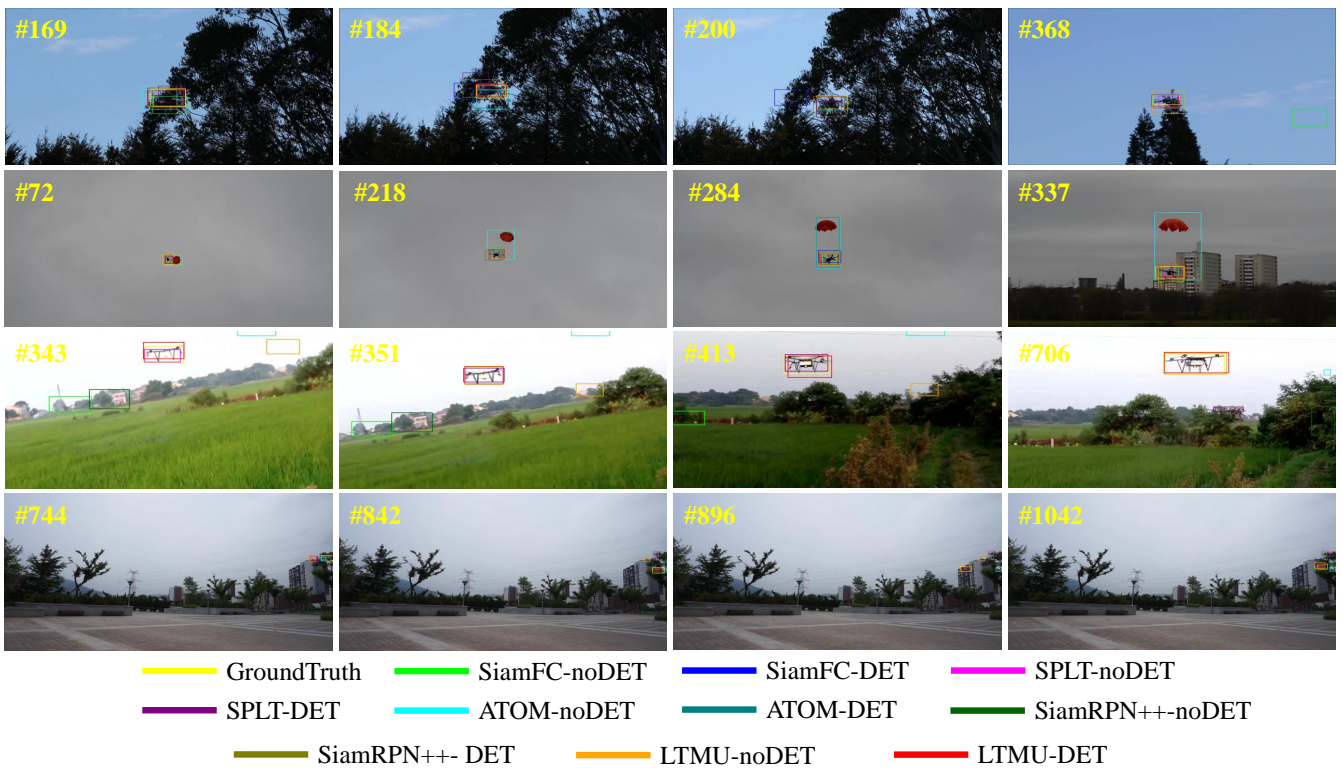 #169 #184 #200 #368
#72 #218 #284 #337
#343 #351 #413 #706
#744 #842 #896 #1042
GroundTruth SiamFC-noDET SiamFC-DET SPLT-noDET
SPLT-DET ATOM-noDET ATOM-DET SiamRPN++-noDET
SiamRPN++- DET LTMU-noDET LTMU-DET